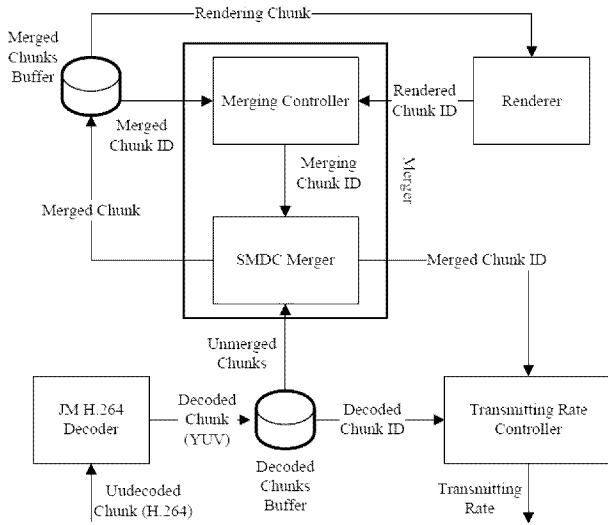 Rendering Chunk
Merged
Chunks
Buffer
Merging Controller
Rendered
Chunk ID
Renderer
Merged
Chunk ID
Merging
Chunk ID
Merger
Merged Chunk
SMDC Merger
Merged Chunk ID
Unmerged
Chunks
JM H.264
Decoder
Decoded
Chunk
(YUV)
Decoded
Chunk ID
Transmitting Rate
Controller
Decoded
Chunks
Buffer
Uudecoded
Chunk (H.264)
Transmitting
Rate